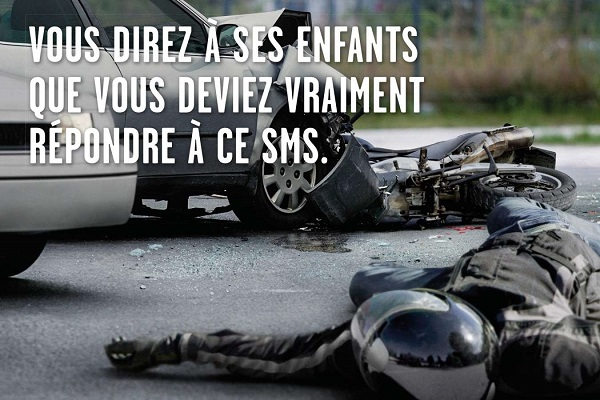 VOUS DIREZ À SES ENFANTS
QUE VOUS DEVIEZ VRAIMENT
RÉPONDRE À CE SMS.